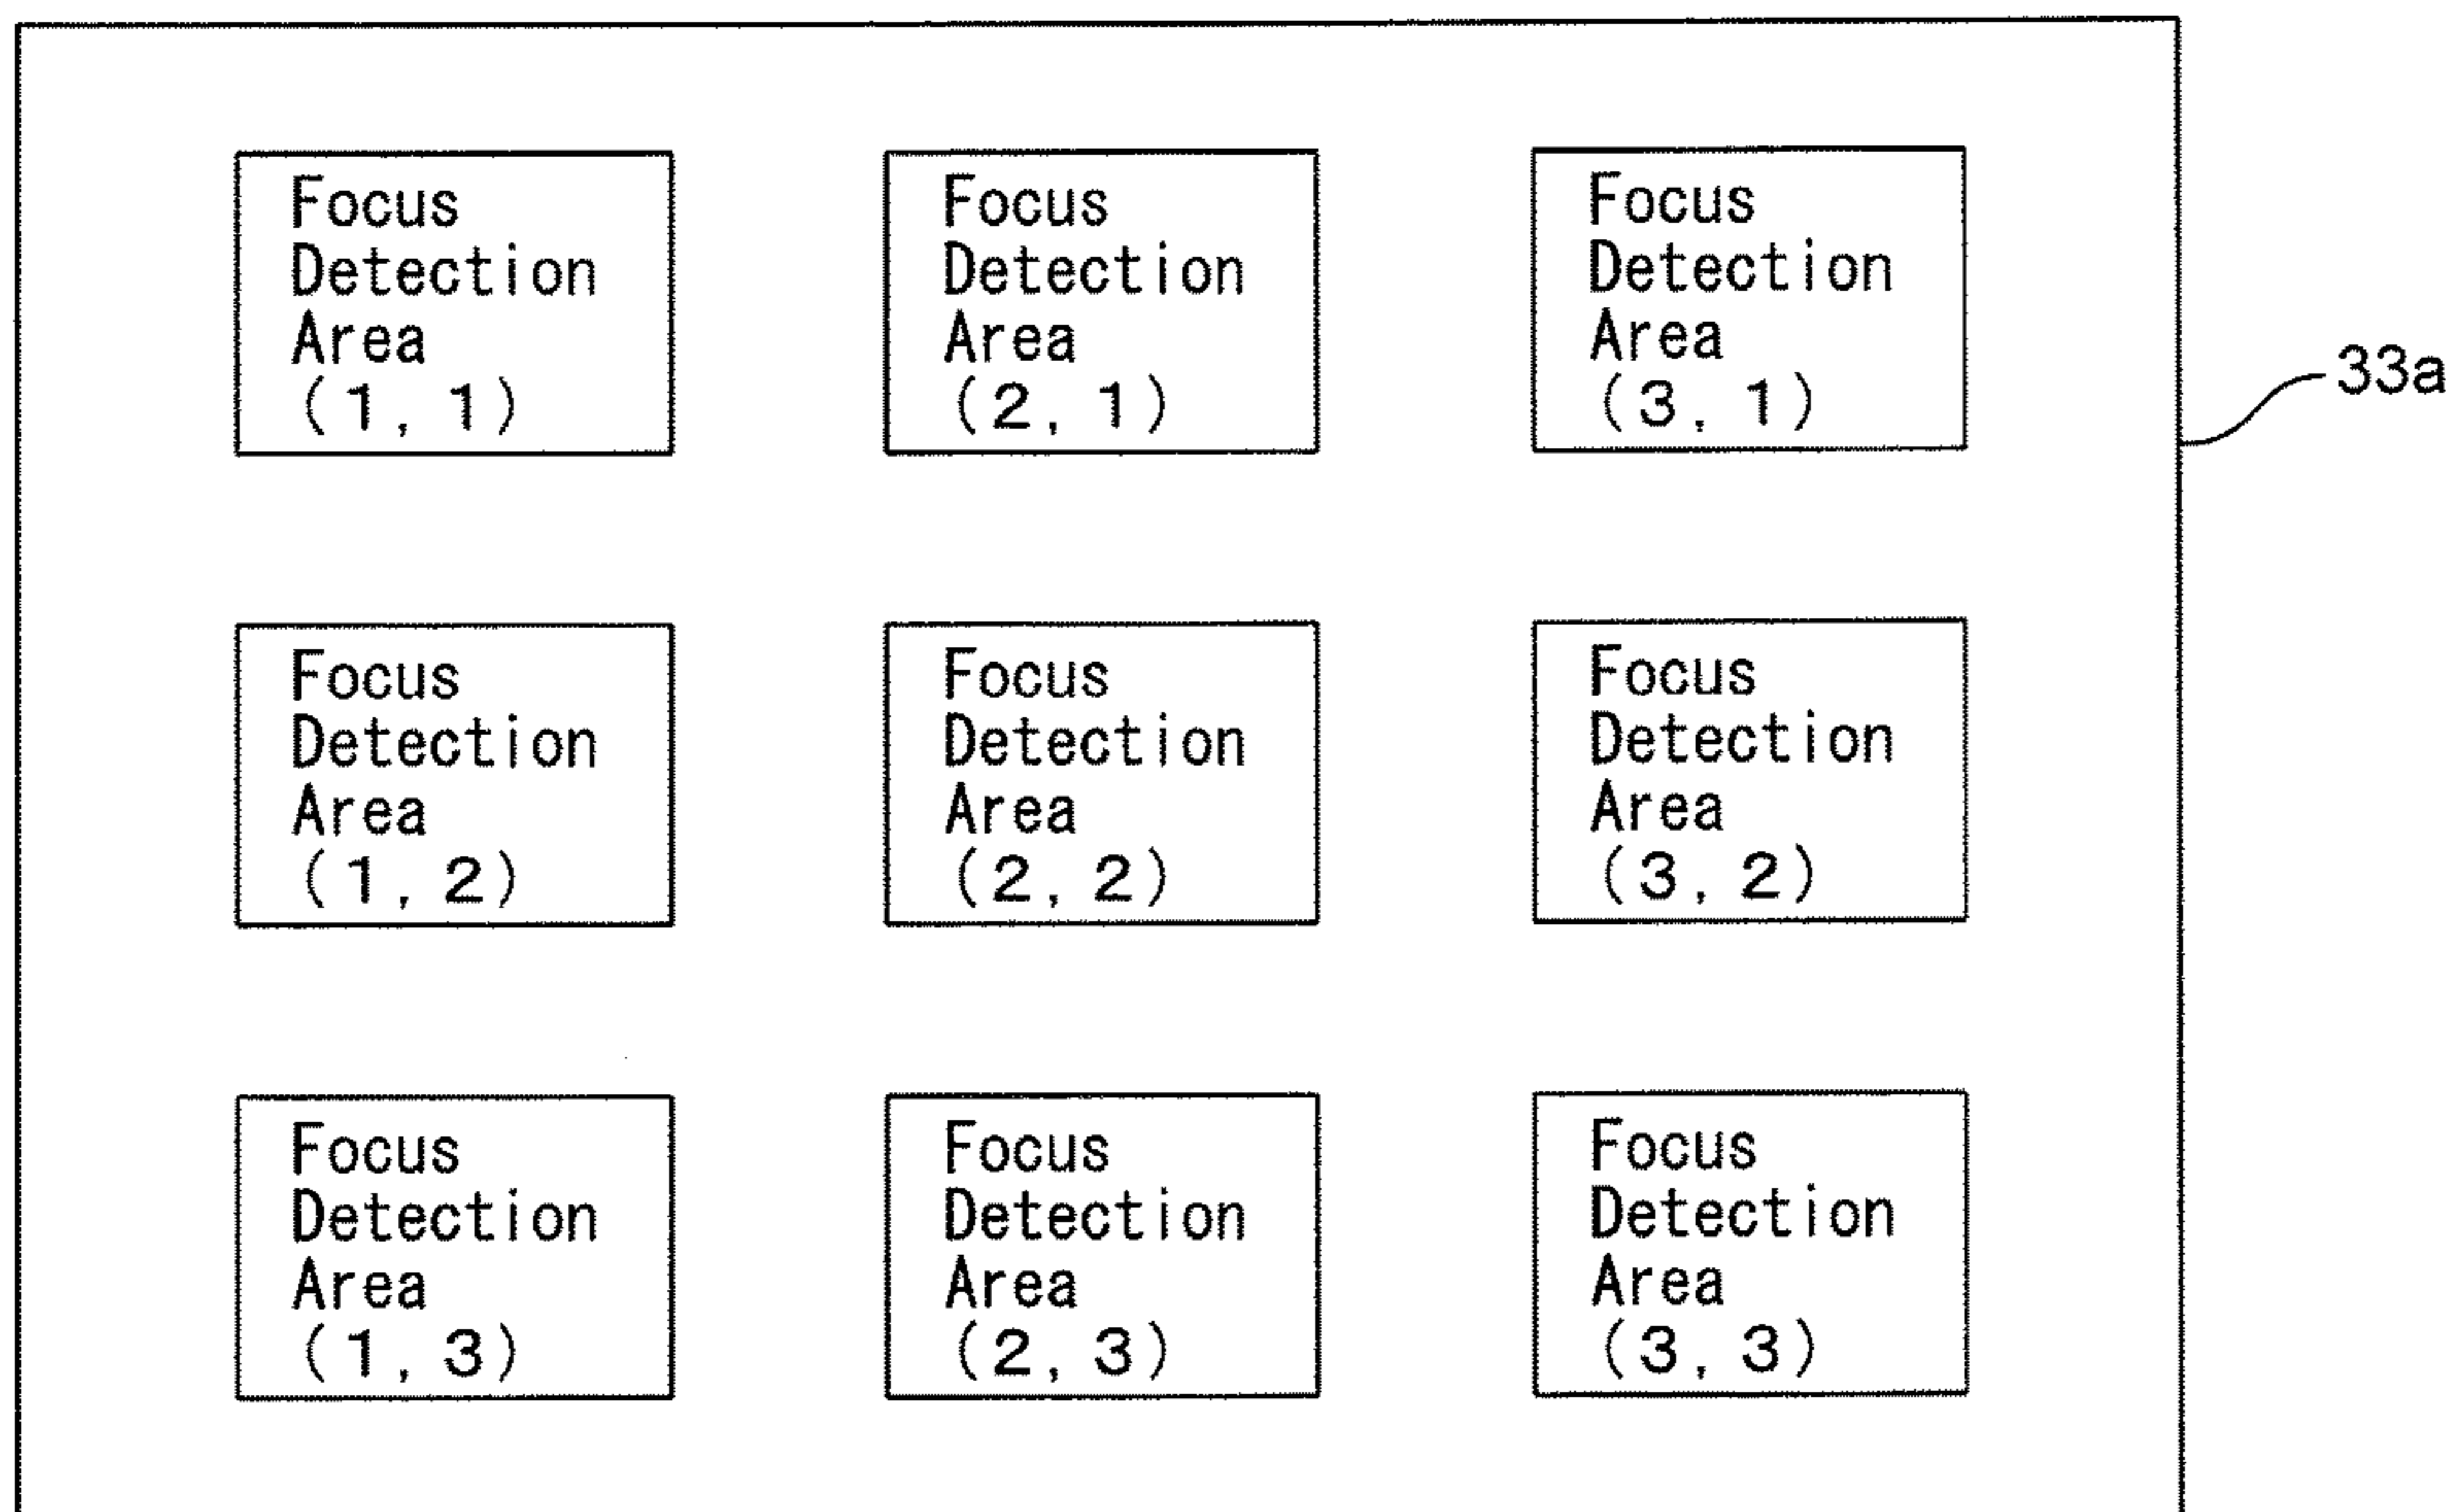 Focus
Detection
Area
(1, 1)
Focus
Detection
Area
(2, 1)
Focus
Detection
Area
(3, 1)
33a
Focus
Detection
Area
(1, 2)
Focus
Detection
Area
(2, 2)
Focus
Detection
Area
(3, 2)
Focus
Detection
Area
(1, 3)
Focus
Detection
Area
(2, 3)
Focus
Detection
Area
(3, 3)